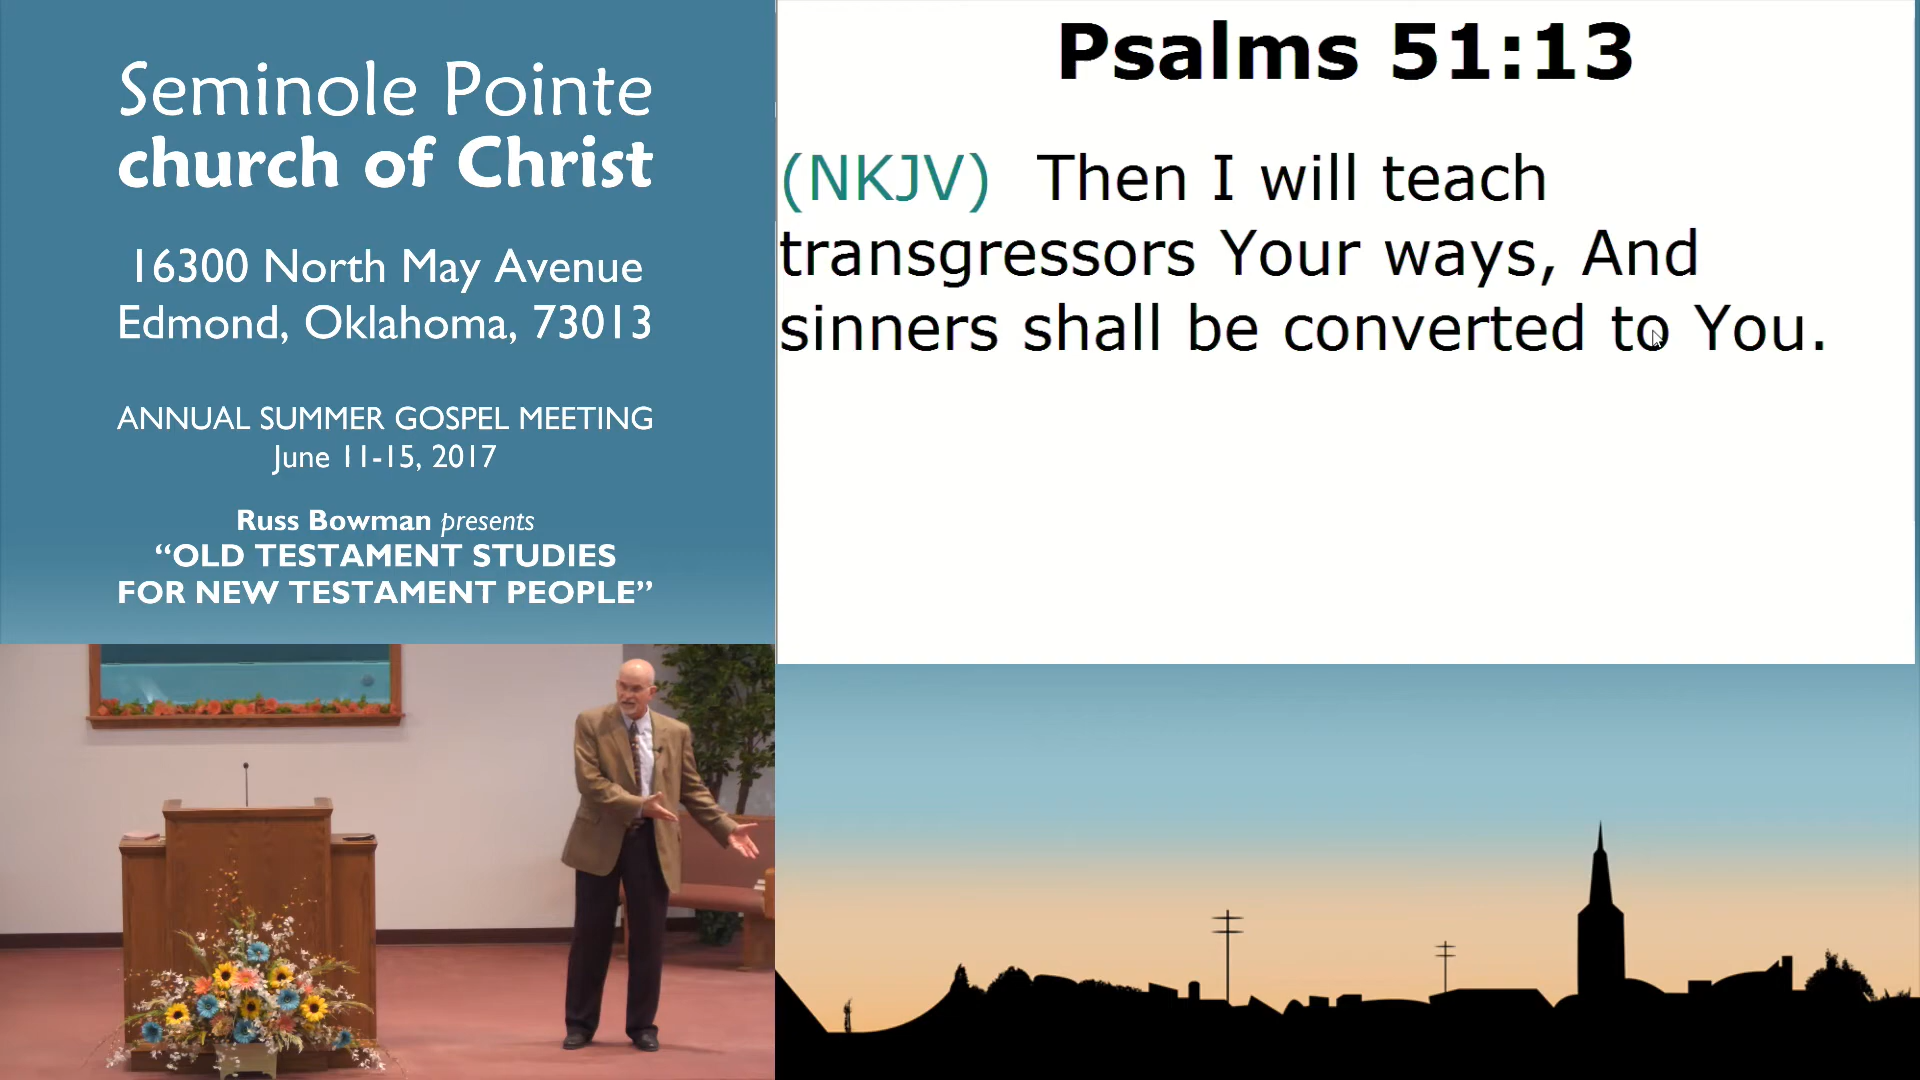 Seminole Pointe
church of Christ
16300 North May Avenue
Edmond, Oklahoma, 73013
ANNUAL SUMMER GOSPEL MEETING
June 11-15, 2017
Russ Bowman presents
“OLD TESTAMENT STUDIES
FOR NEW TESTAMENT PEOPLE”
Psalms 51:13
(NKJV) Then I will teach
transgressors Your ways, And
sinners shall be converted to You.